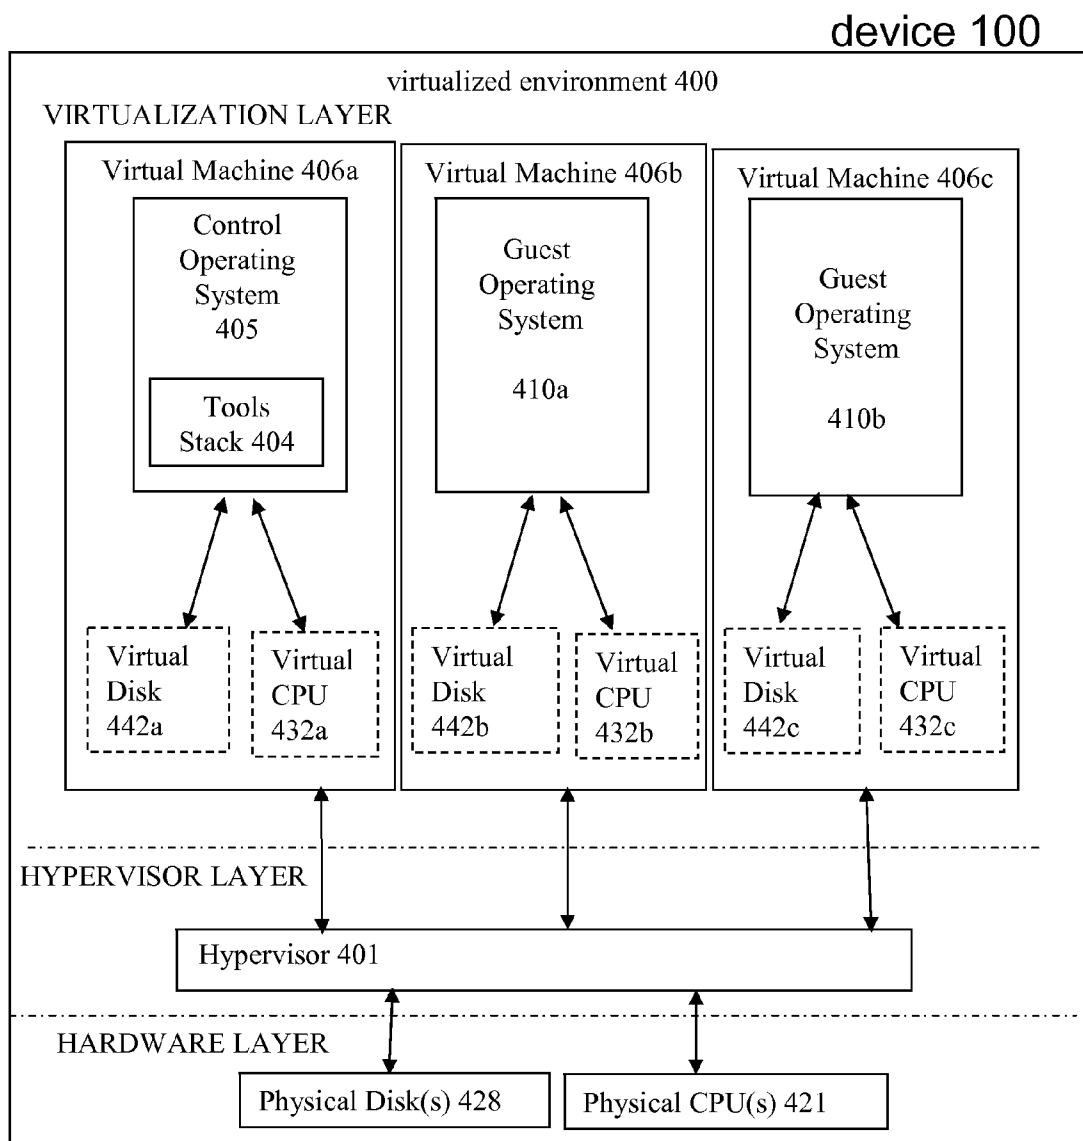 device 100
virtualized environment 400
VIRTUALIZATION LAYER
Virtual Machine 406a
Control
Operating
System
405
Tools
Stack 404
Virtual
Disk
442a
Virtual
CPU
432a
Virtual Machine 406b
Guest
Operating
System
410a
Virtual
Disk
442b
Virtual
CPU
432b
Virtual Machine 406c
Guest
Operating
System
410b
Virtual
Disk
442c
Virtual
CPU
432c
HYPERVISOR LAYER
Hypervisor 401
HARDWARE LAYER
Physical Disk(s) 428
Physical CPU(s) 421